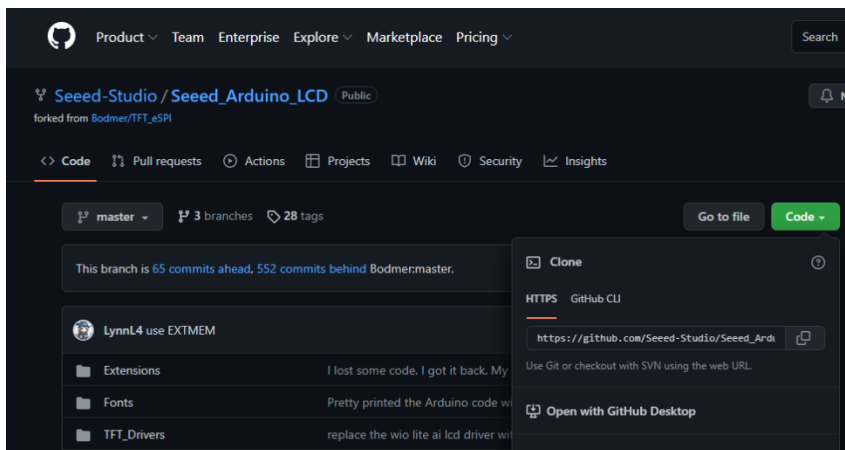 Product Team Enterprise Explore Marketplace Pricing Search
Seeed-Studio / Seeed_Arduino_LCD Public
forked from Bodmer/TFT_eSPI
<> Code Pull requests Actions Projects Wiki Security Insights
master 3 branches 28 tags Go to file Code
This branch is 65 commits ahead, 552 commits behind Bodmer:master.
Clone
HTTPS GitHub CLI
LynnL4 use EXTMEM
https://github.com/Seeed-Studio/Seeed_Ardu
Use Git or checkout with SVN using the web URL.
Extensions I lost some code. I got it back. My
Fonts Pretty printed the Arduino code wi
Open with GitHub Desktop
TFT_Drivers replace the wio lite ai lcd driver wit